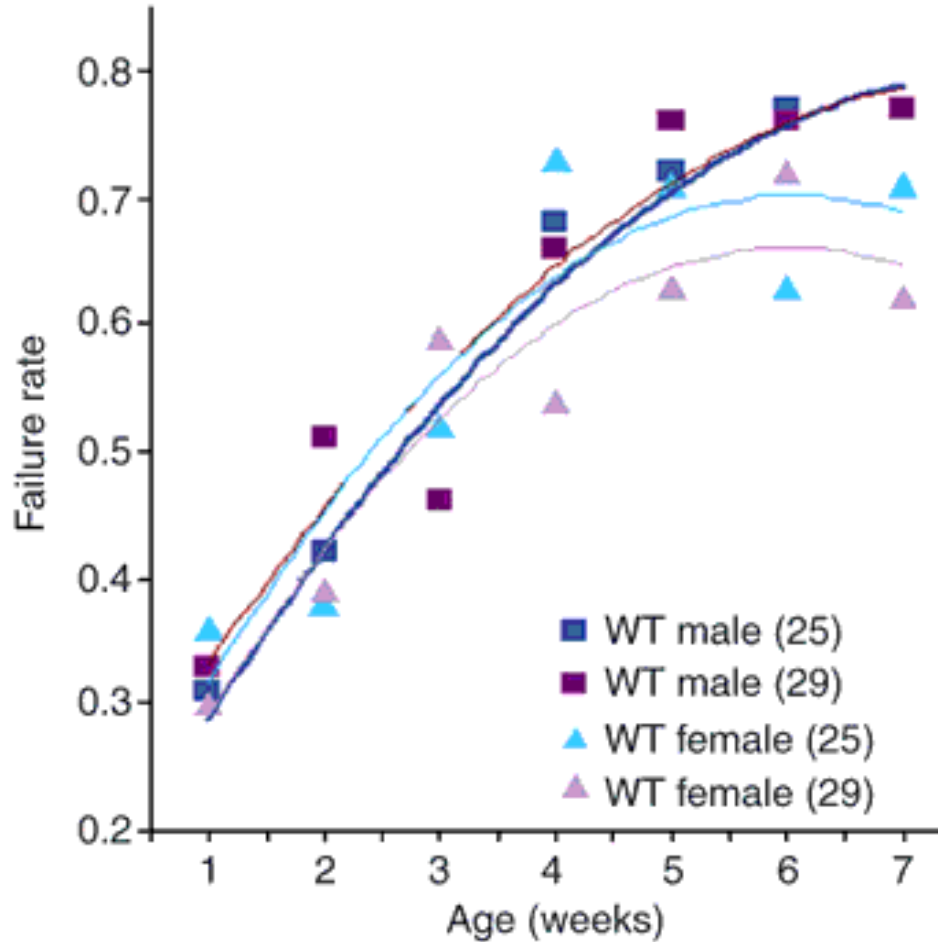 0.8
0.7
0.6
0.5
0.4
0.3
0.2
Failure rate
WT male (25)
WT male (29)
WT female (25)
WT female (29)
1 2 3 4 5 6 7
Age (weeks)